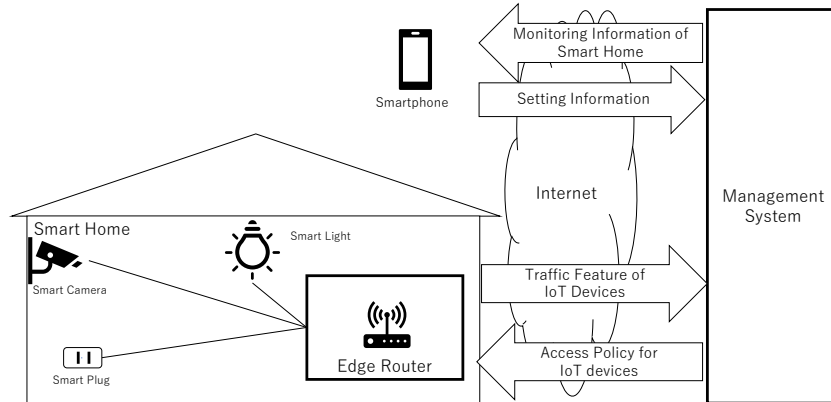 Monitoring Information of
Smart Home
Smartphone
Setting Information
Internet
Management
System
Smart Home
Smart Light
Smart Camera
Traffic Feature of
IoT Devices
Edge Router
Access Policy for
IoT devices
Smart Plug